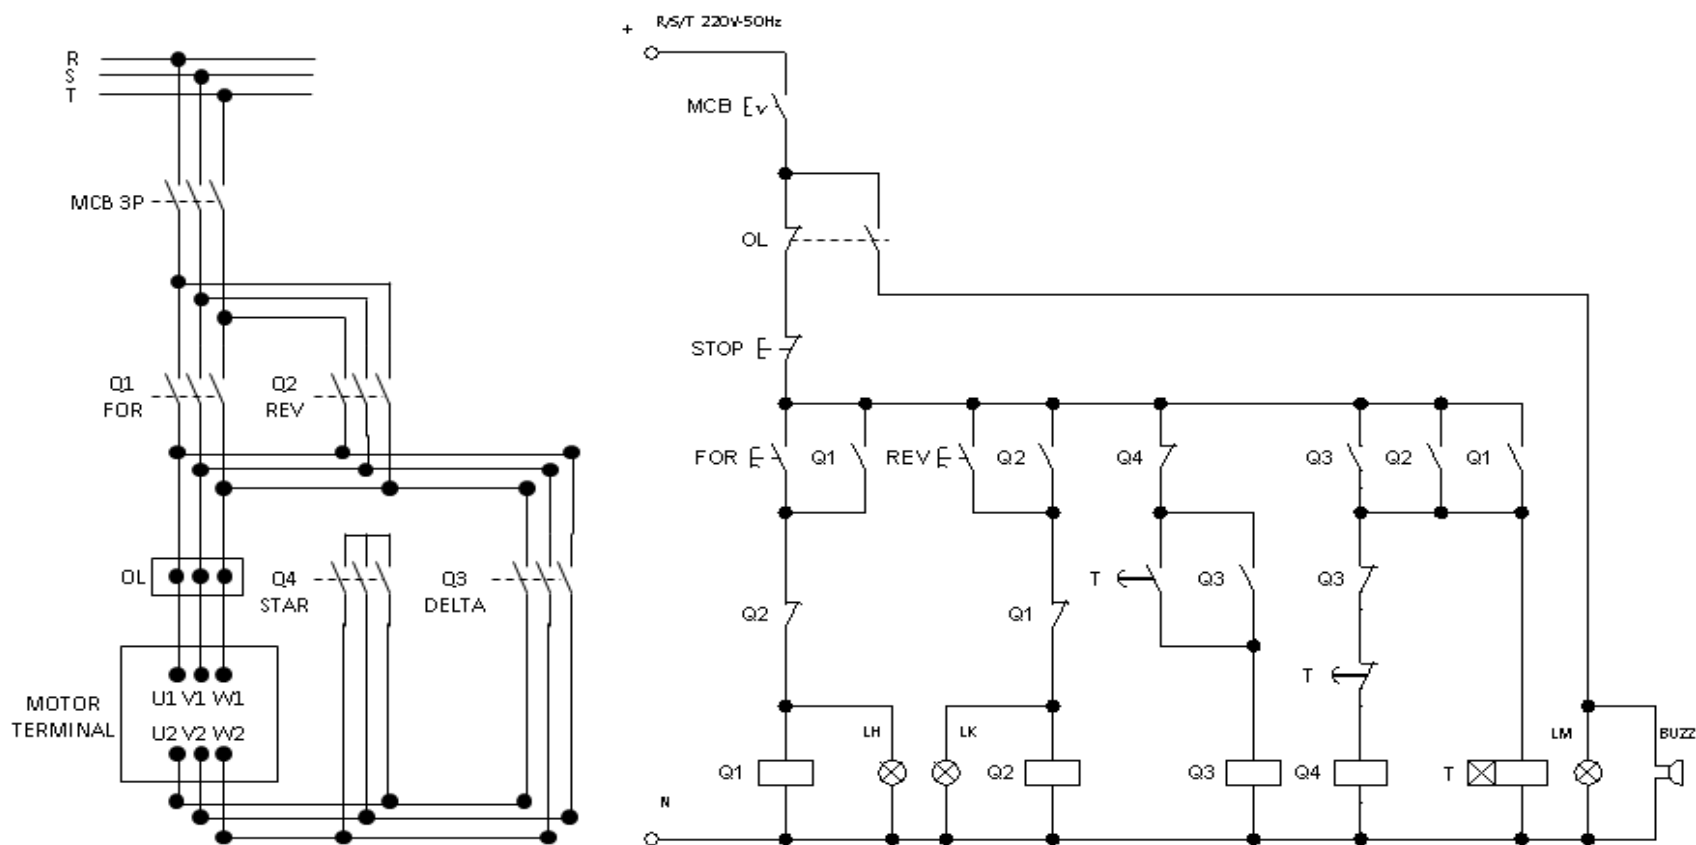 R
S
T
MCB 3P
Q1
FOR
Q2
REV
OL
Q4
STAR
Q3
DELTA
MOTOR
TERMINAL
U1 V1 W1
U2 V2 W2
+
R/S/T 220V-50Hz
MCB
OL
STOP
FOR
Q1
REV
Q2
Q4
Q3
Q2
Q1
T
Q3
Q3
Q2
Q1
T
LH
LK
LM
BUZZ
Q1
Q2
Q3
Q4
T
N